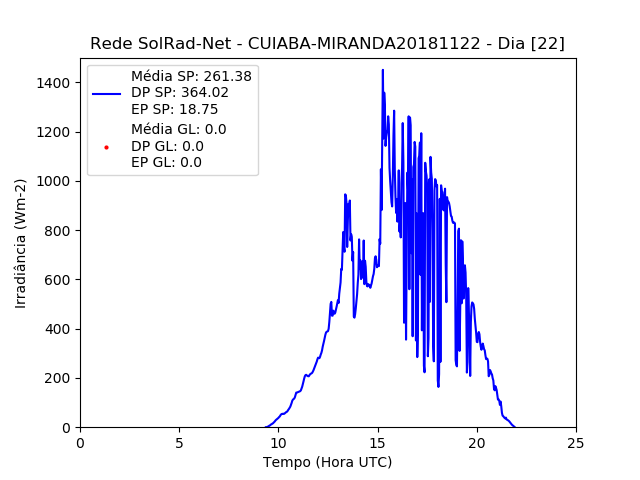 Rede SolRad-Net - CUIABA-MIRANDA20181122 - Dia [22]
Média SP: 261.38
DP SP: 364.02
EP SP: 18.75
Média GL: 0.0
DP GL: 0.0
EP GL: 0.0
1400
1200
1000
800
600
400
200
0
Irradiância (Wm-2)
0 5 10 15 20 25
Tempo (Hora UTC)